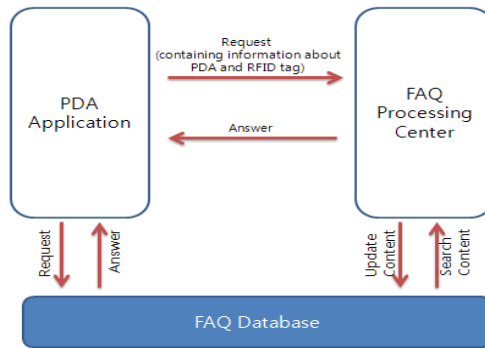 Request
(containing information about
PDA and RFID tag)
PDA
Application
FAQ
Processing
Center
Answer
Request
Answer
Update
Content
Search
Content
FAQ Database